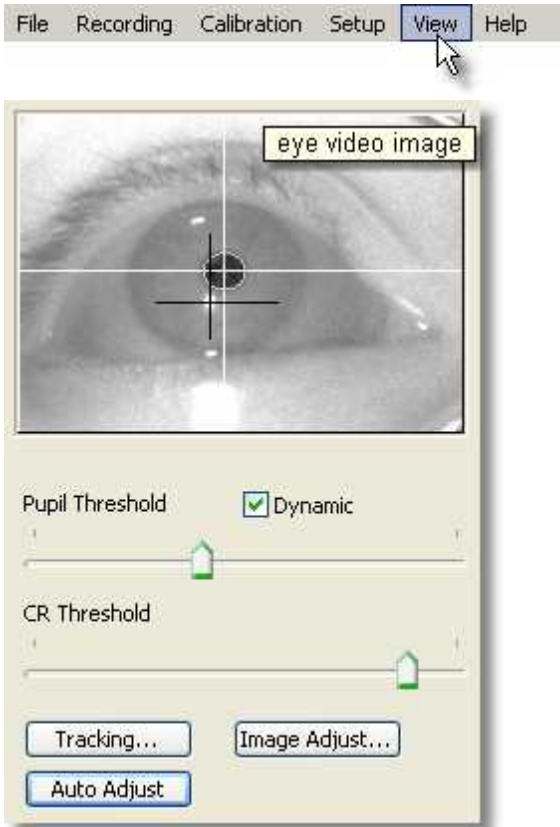 File Recording Calibration Setup View Help
eye video image
Pupil Threshold Dynamic
CR Threshold
Tracking... Image Adjust...
Auto Adjust